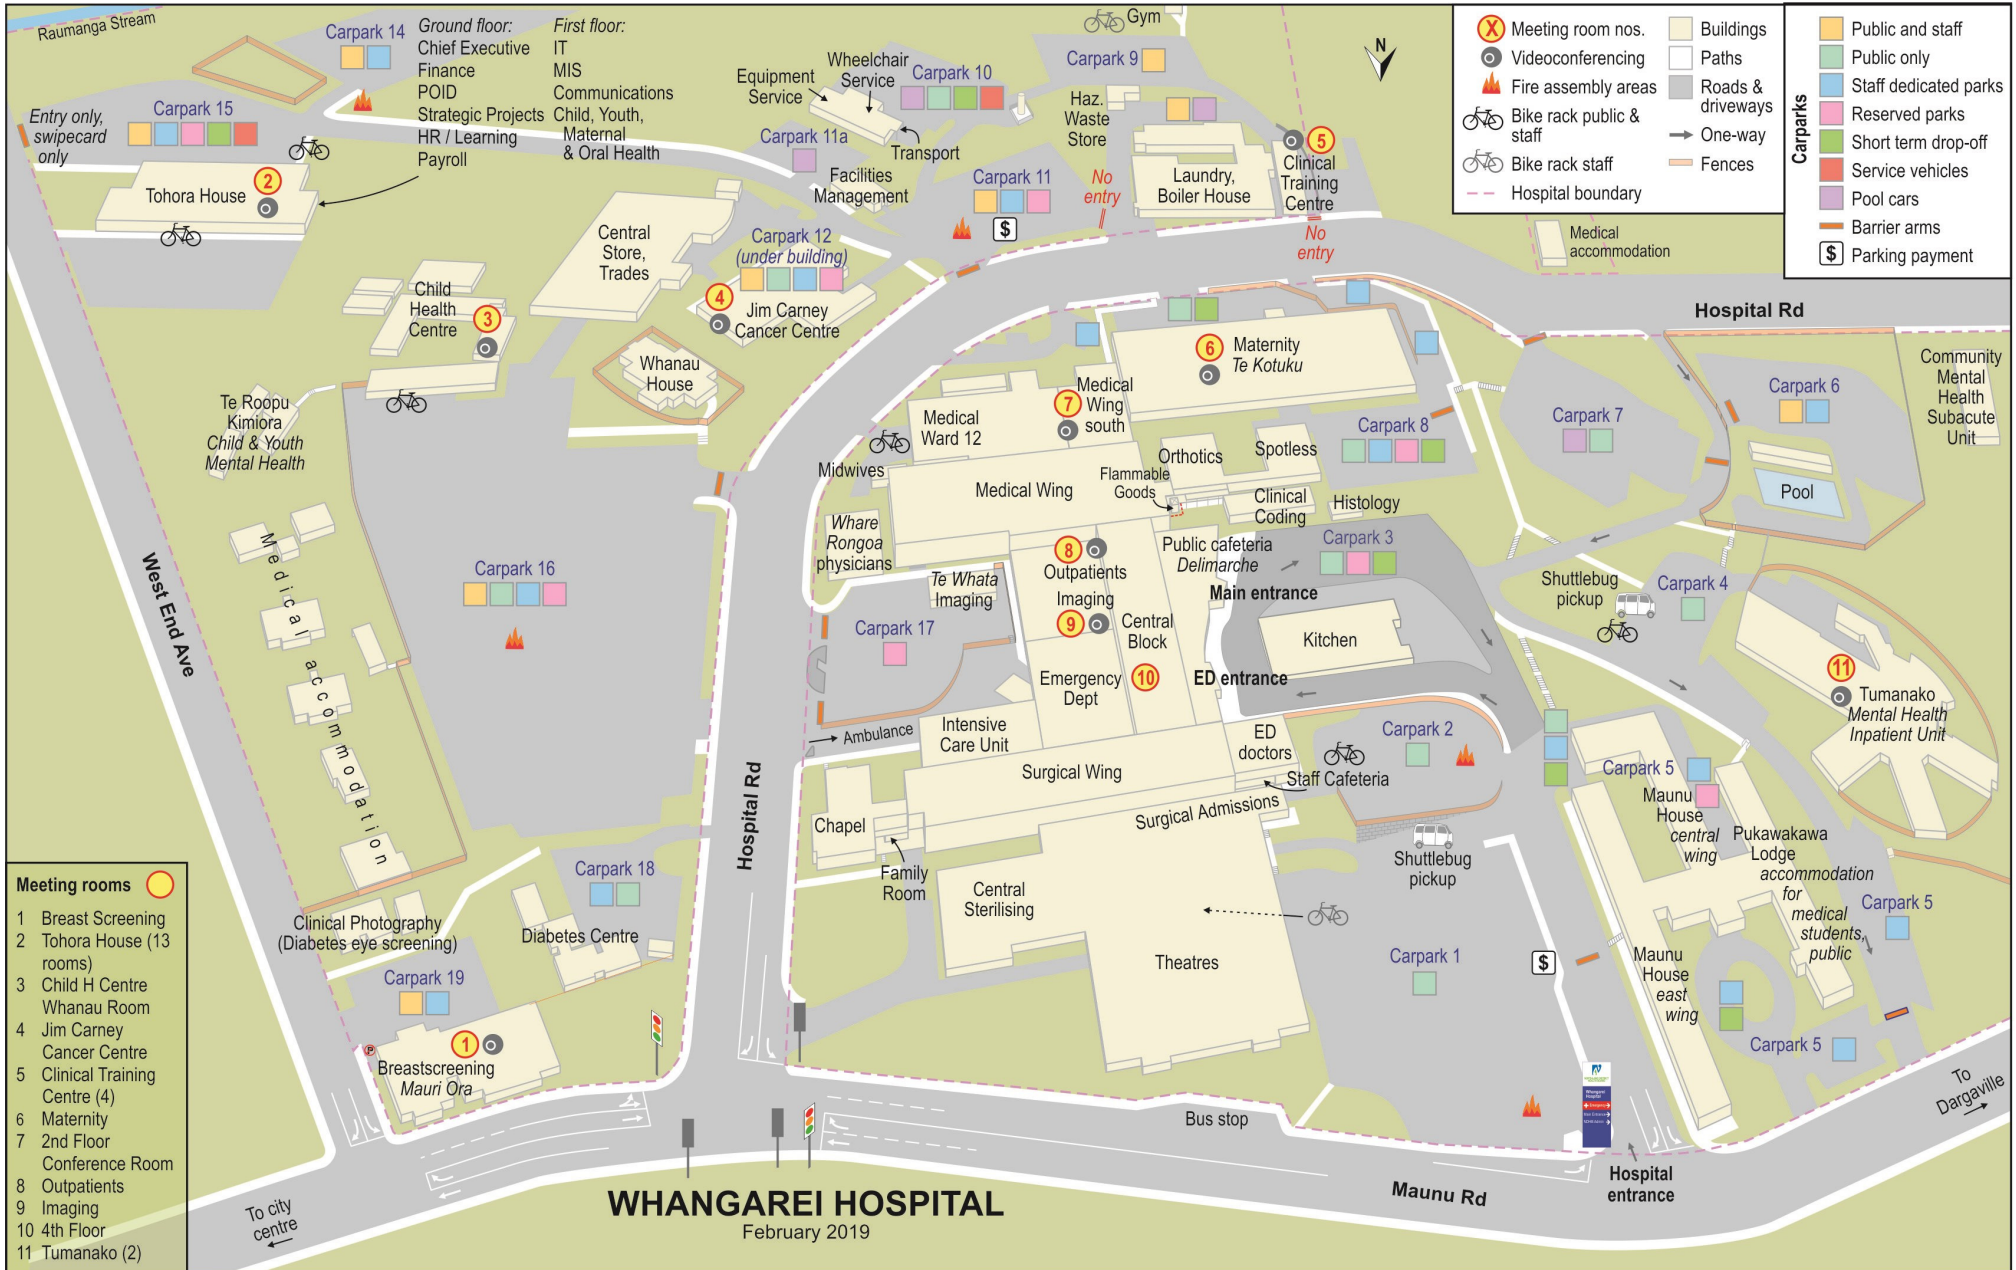 Raumanga Stream
Carpark 14
Ground floor:
Chief Executive
Finance
POID
Strategic Projects
HR / Learning
Payroll
First floor:
IT
MIS
Communications
Child, Youth,
Maternal
& Oral Health
Entry only,
swipecard
only
Carpark 15
Tohora House
2
Equipment
Service
Wheelchair
Service
Carpark 10
Carpark 11a
Transport
Facilities
Management
Gym
Carpark 9
Haz.
Waste
Store
Carpark 11
$
No
entry
Laundry,
Boiler House
5
Clinical
Training
Centre
No
entry
N
X Meeting room nos.
Videoconferencing
Fire assembly areas
Bike rack public &
staff
Bike rack staff
Hospital boundary
Buildings
Paths
Roads &
driveways
One-way
Fences
Carparks
Public and staff
Public only
Staff dedicated parks
Reserved parks
Short term drop-off
Service vehicles
Pool cars
Barrier arms
$ Parking payment
Medical
accommodation
Hospital Rd
Central
Store,
Trades
Carpark 12
(under building)
4
Jim Carney
Cancer Centre
Child
Health
Centre
3
Whanau
House
Te Roopu
Kimiora
Child & Youth
Mental Health
6
Maternity
Te Kotuku
7
Medical
Wing
south
Medical
Ward 12
Midwives
Medical Wing
Flammable
Goods
Orthotics
Spotless
Clinical
Coding
Histology
Carpark 8
Carpark 7
Carpark 6
Pool
Community
Mental
Health
Subacute
Unit
West End Ave
Medical accommodation
Carpark 16
Whare
Rongoa
physicians
Te Whata
Imaging
8
Outpatients
Imaging
9
Central
Block
10
Emergency
Dept
Public cafeteria
Delimarche
Main entrance
ED entrance
Carpark 3
Kitchen
Shuttlebug
pickup
Carpark 4
11
Tumanako
Mental Health
Inpatient Unit
Carpark 17
Ambulance
Intensive
Care Unit
Surgical Wing
ED
doctors
Staff Cafeteria
Surgical Admissions
Carpark 2
Shuttlebug
pickup
Hospital Rd
Chapel
Family
Room
Central
Sterilising
Theatres
Carpark 1
$
Carpark 5
Maunu
House
central
wing
Pukawakawa
Lodge
accommodation
for
medical
students,
public
Carpark 5
Maunu
House
east
wing
Carpark 5
Carpark 18
Clinical Photography
(Diabetes eye screening)
Diabetes Centre
Carpark 19
P
1
Breastscreening
Mauri Ora
Meeting rooms
1 Breast Screening
2 Tohora House (13
rooms)
3 Child H Centre
Whanau Room
4 Jim Carney
Cancer Centre
5 Clinical Training
Centre (4)
6 Maternity
7 2nd Floor
Conference Room
8 Outpatients
9 Imaging
10 4th Floor
11 Tumanako (2)
To city
centre
WHANGAREI HOSPITAL
February 2019
Bus stop
Maunu Rd
Whangarei
Hospital
Hospital
entrance
To
Dargaville